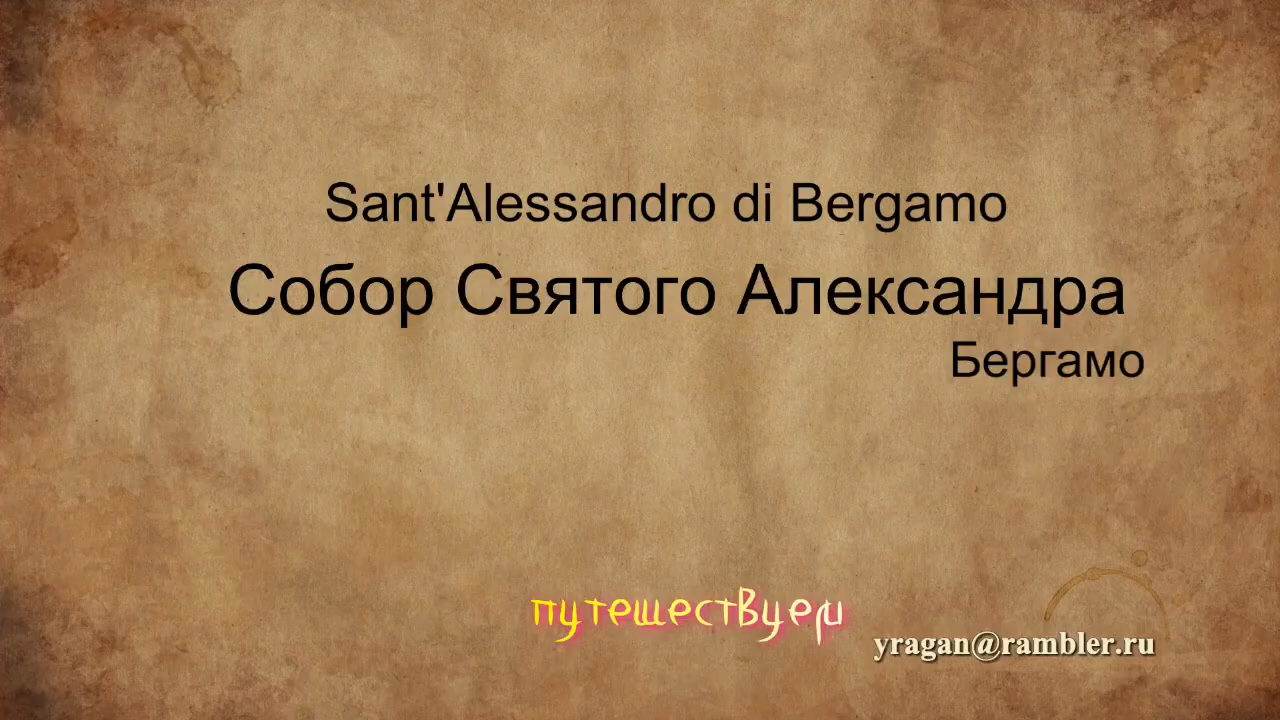 Sant'Alessandro di Bergamo
Собор Святого Александра
Бергамо
путешествуем
yragan@rambler.ru